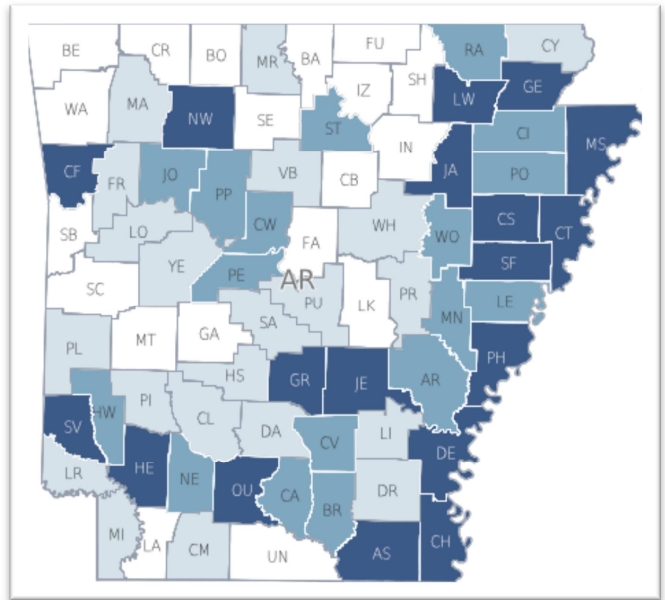 BE
CR
BO
MR
BA
FU
RA
CY
WA
MA
NW
SE
ST
IZ
SH
LW
GE
CF
FR
JO
PP
VB
CB
IN
JA
CI
MS
PO
SB
LO
CW
FA
WH
WO
CS
CT
YE
PE
AR
PU
LK
PR
SF
SC
MN
LE
PL
MT
GA
SA
PH
HS
GR
JE
AR
SV
HW
PI
CL
DA
CV
LI
DE
LR
HE
NE
OU
CA
BR
DR
MI
LA
CM
UN
AS
CH